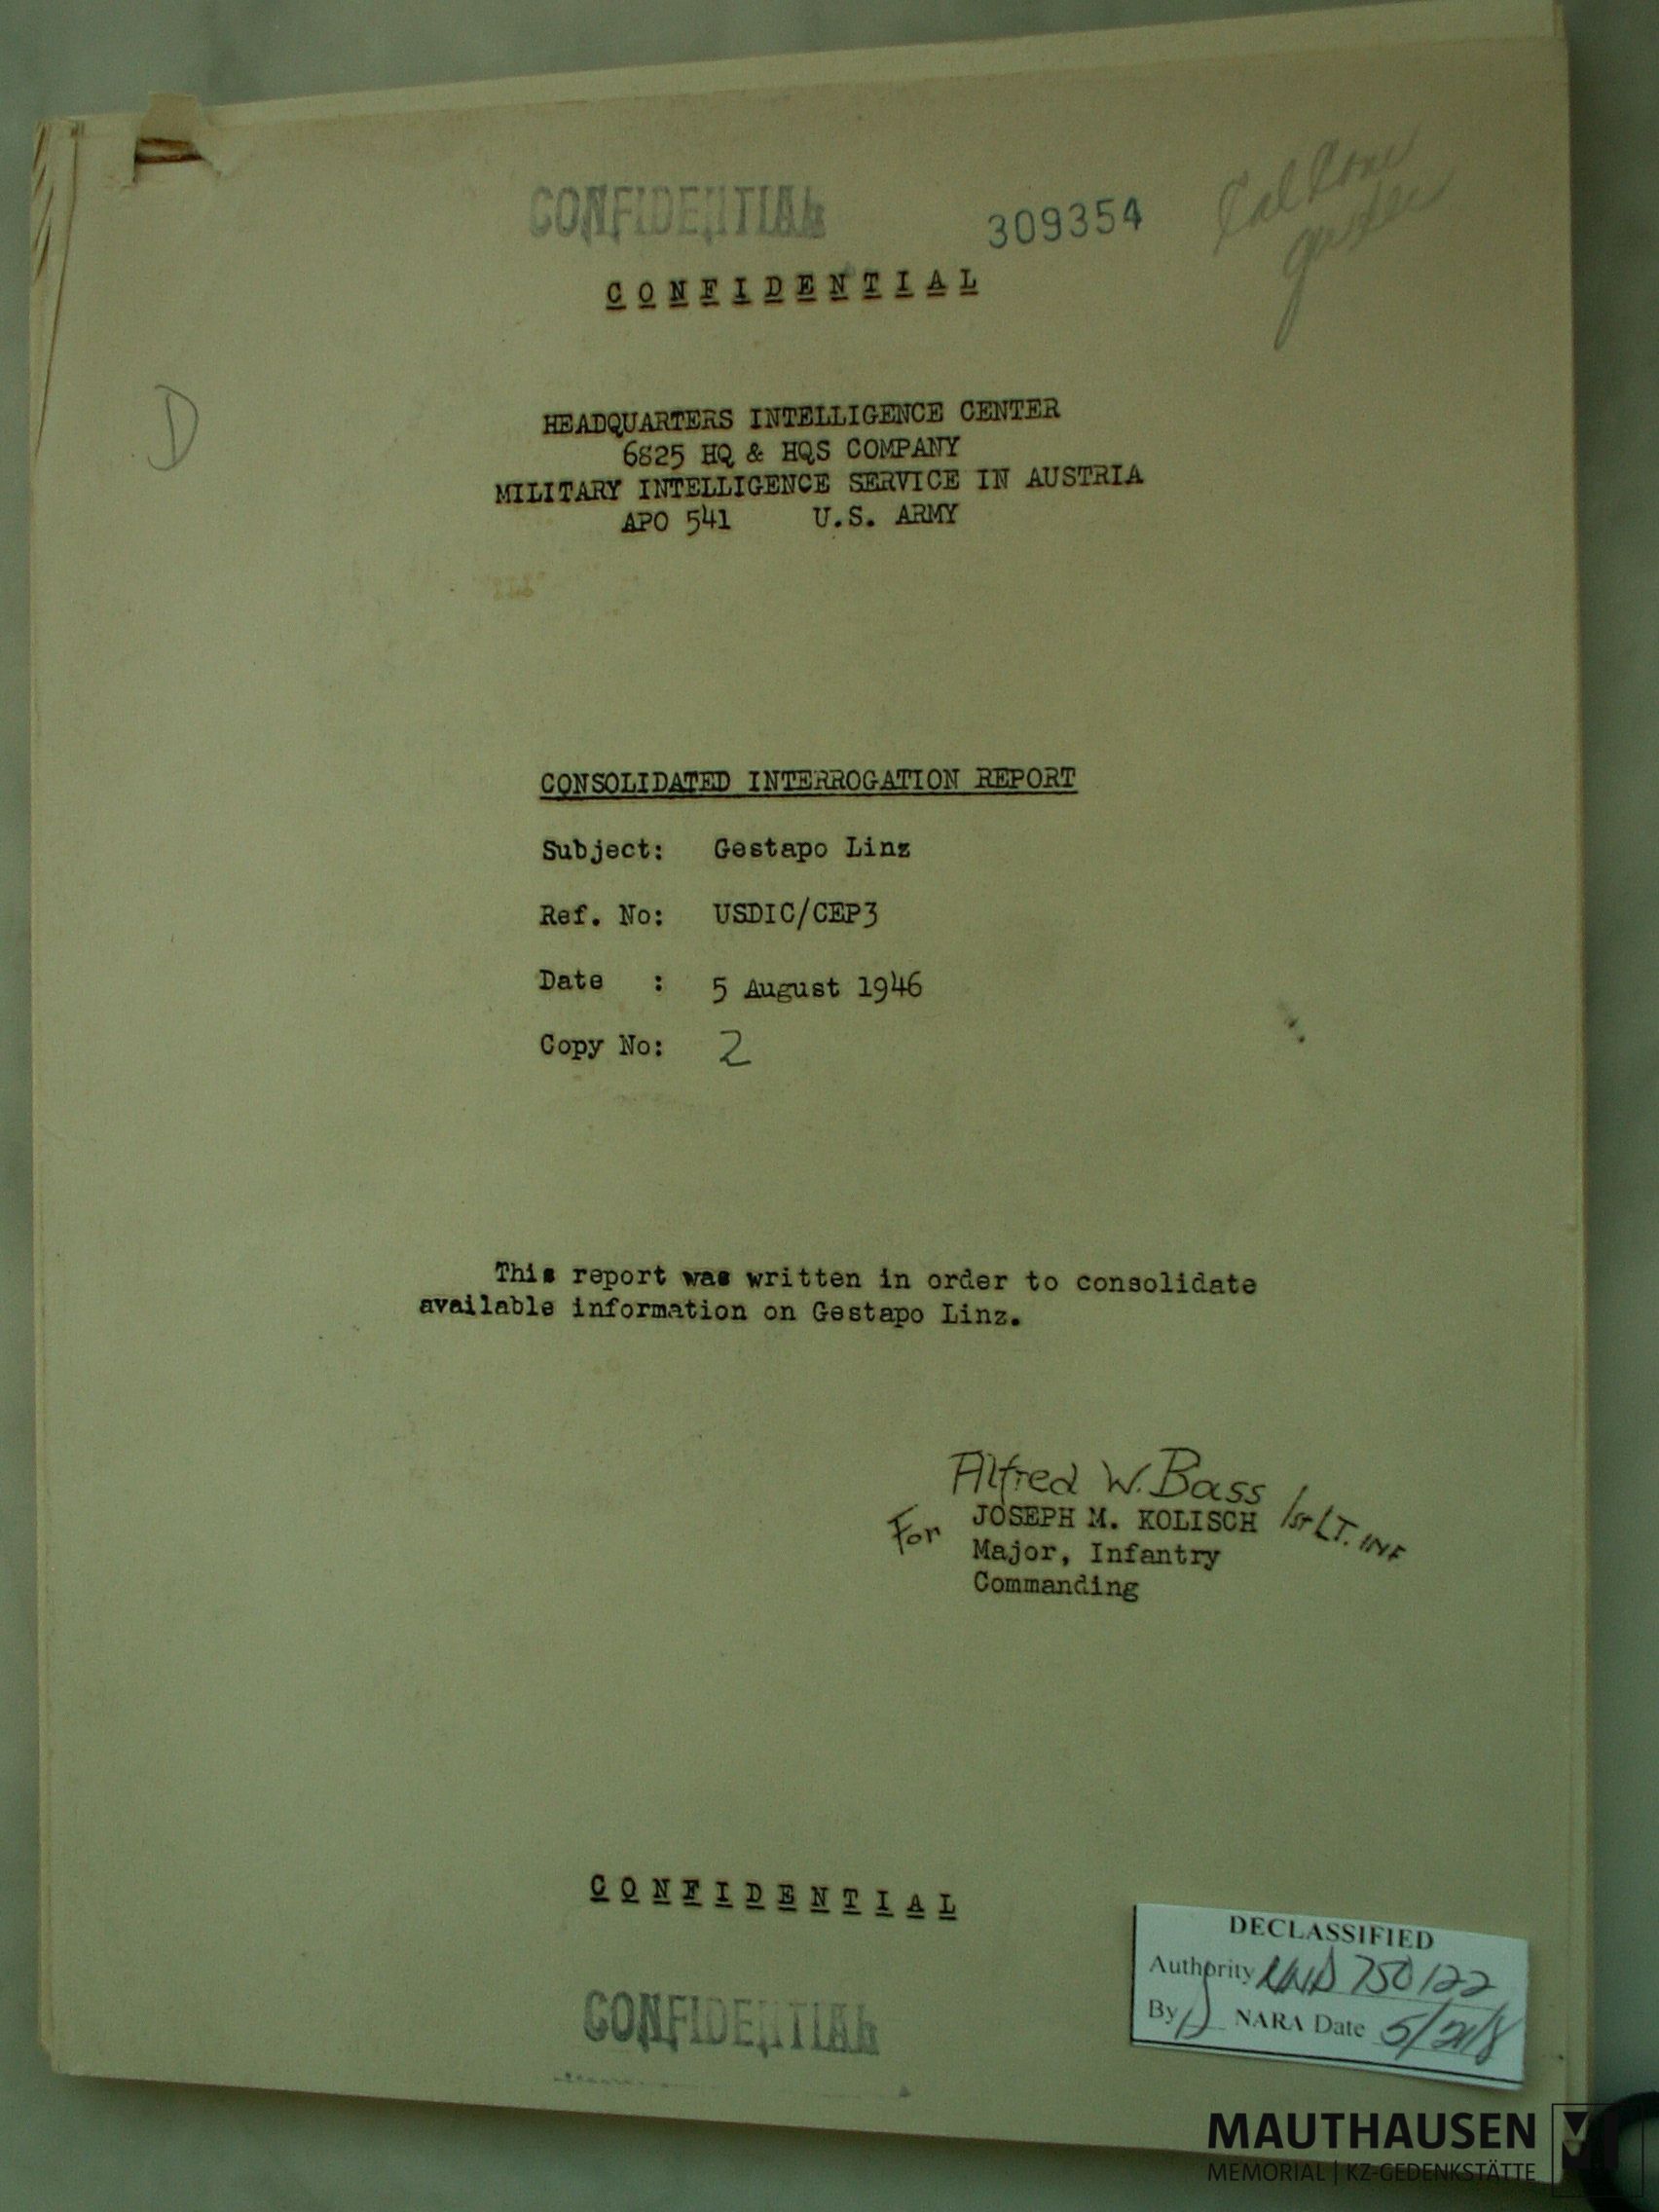 CONFIDENTIAL
309354
CONFIDENTIAL
D
HEADQUARTERS INTELLIGENCE CENTER
6825 HQ & HQS COMPANY
MILITARY INTELLIGENCE SERVICE IN AUSTRIA
APO 541 U.S. ARMY
CONSOLIDATED INTERROGATION REPORT
Subject: Gestapo Linz
Ref. No: USDIC/CEP3
Date : 5 August 1946
Copy No: 2
This report was written in order to consolidate
available information on Gestapo Linz.
Alfred W. Bass 1st LT. INF
For JOSEPH M. KOLISCH
Major, Infantry
Commanding
CONFIDENTIAL
CONFIDENTIAL
DECLASSIFIED
Authority NND 750122
By NARA Date
MAUTHAUSEN
MEMORIAL | KZ-GEDENKSTÄTTE